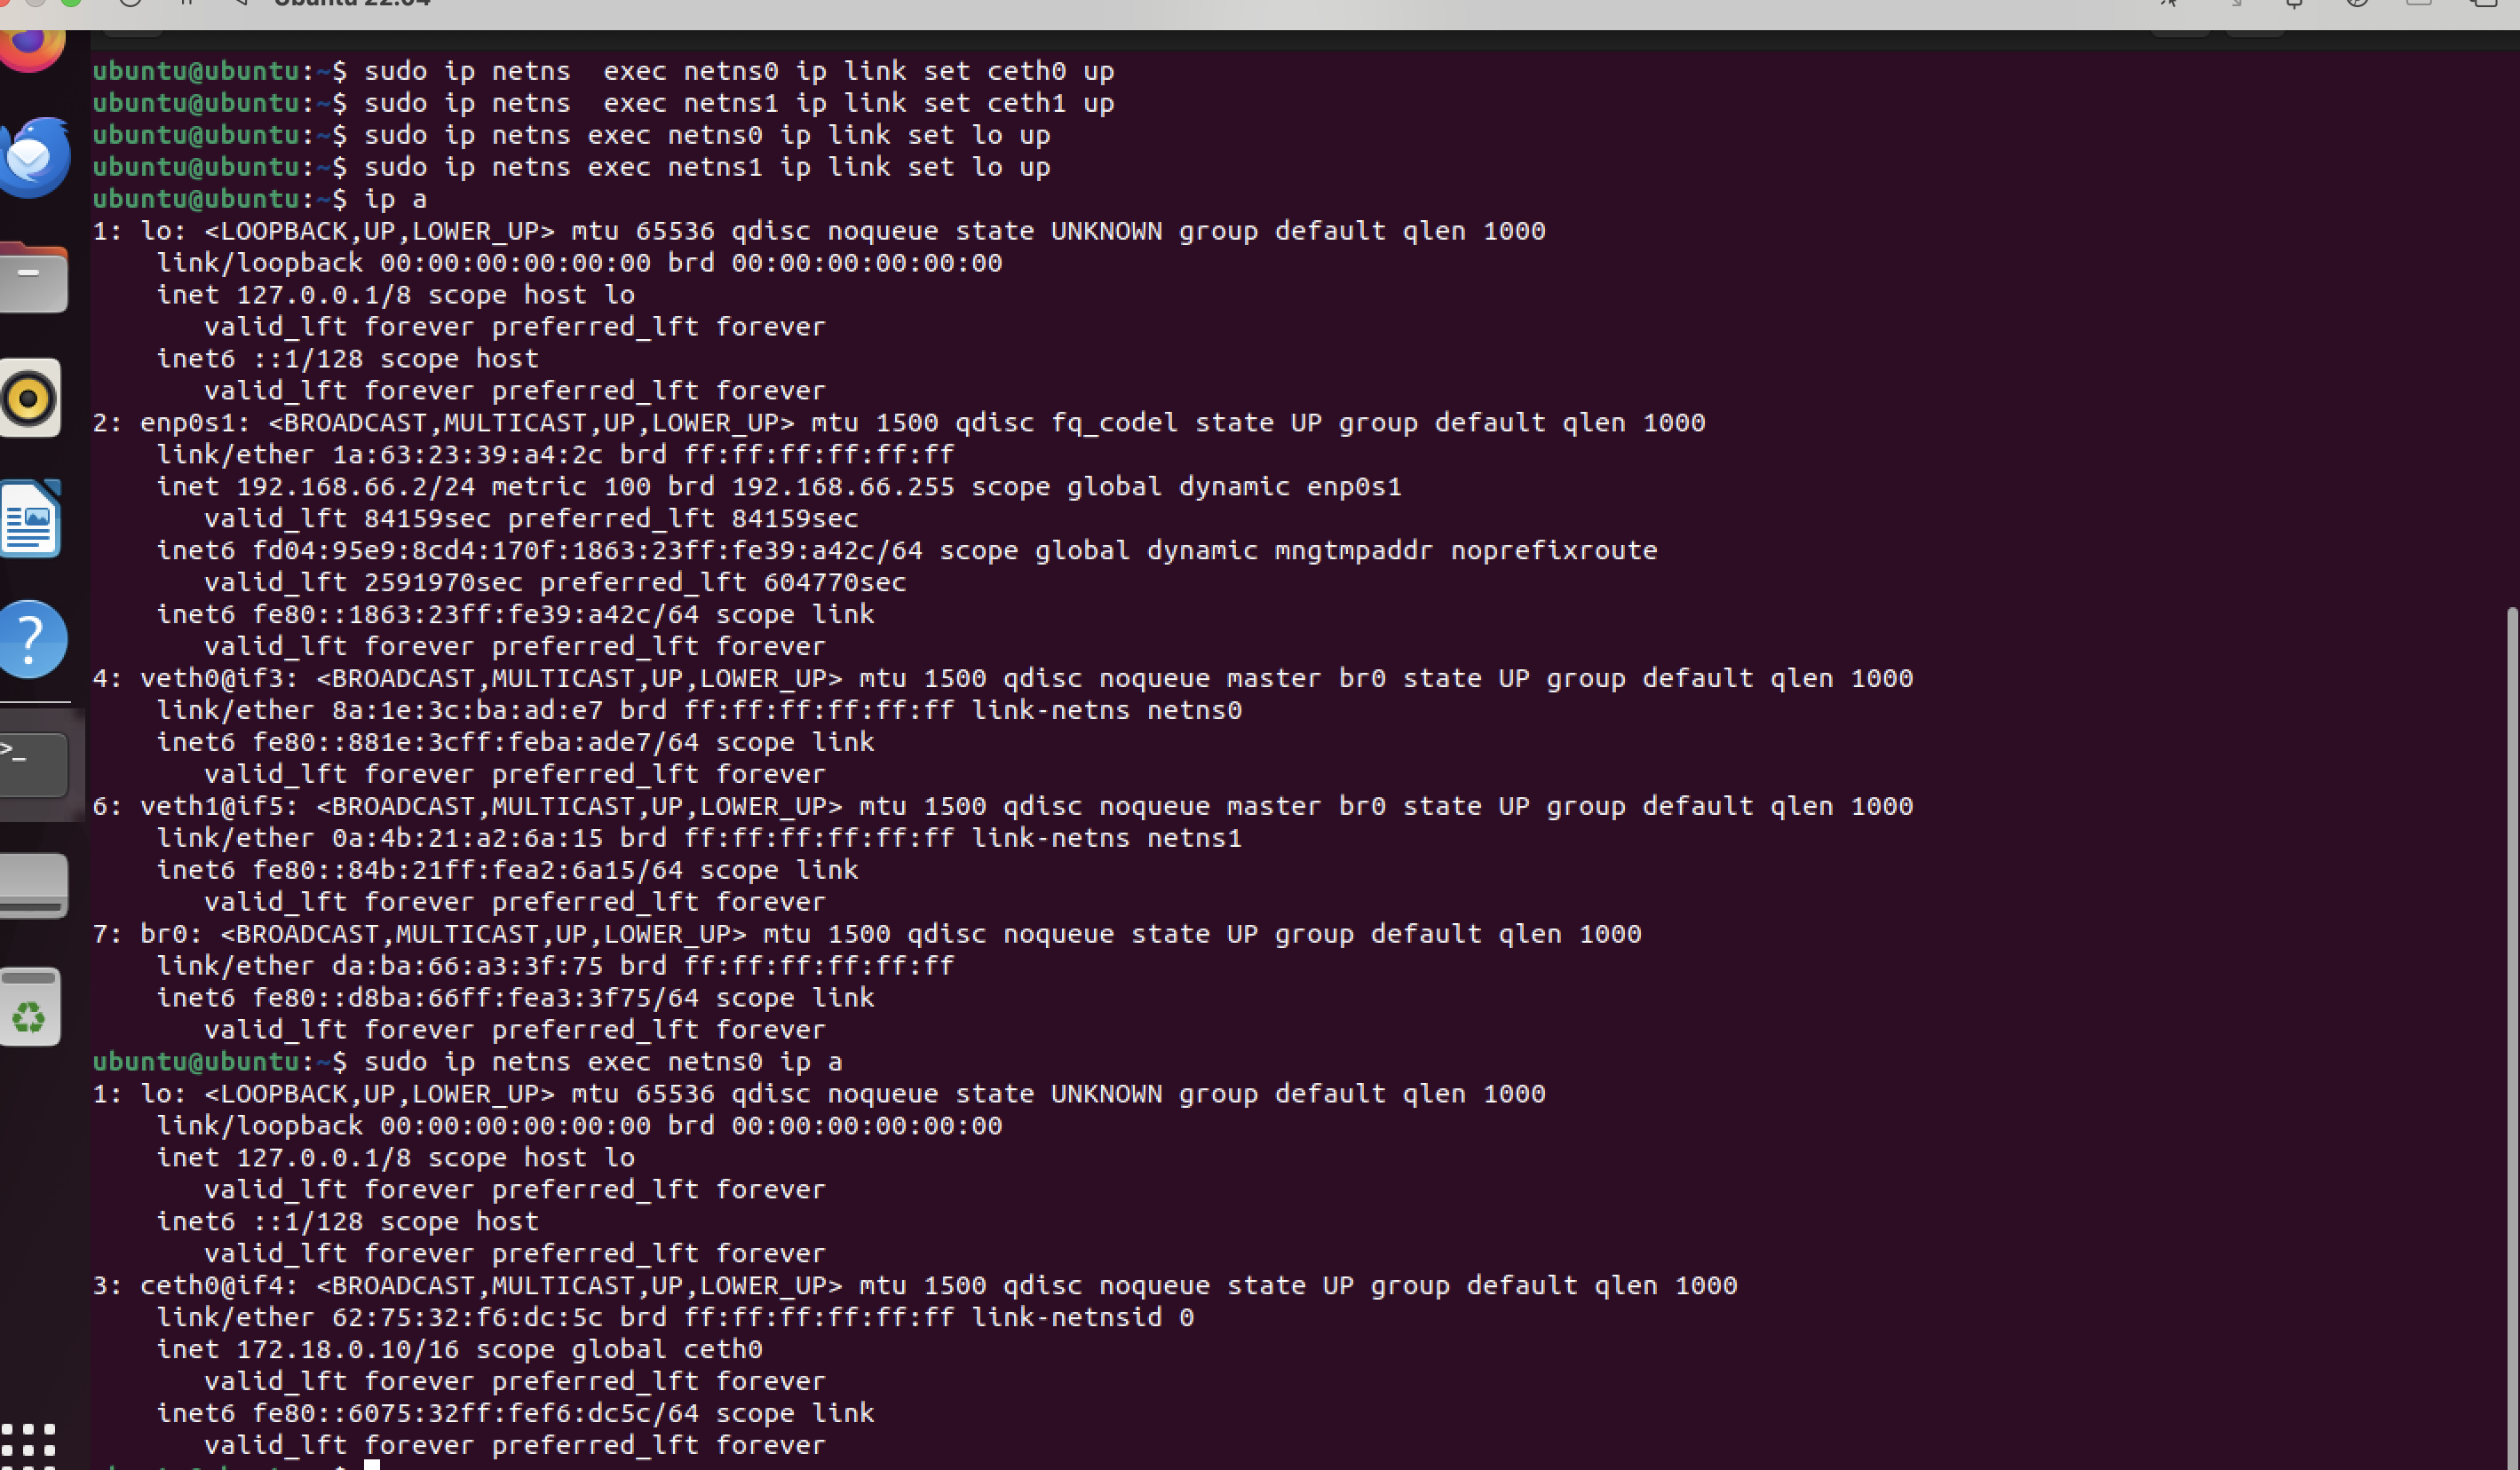 Ubuntu 22.04
ubuntu@ubuntu:~$ sudo ip netns  exec netns0 ip link set ceth0 up
ubuntu@ubuntu:~$ sudo ip netns  exec netns1 ip link set ceth1 up
ubuntu@ubuntu:~$ sudo ip netns exec netns0 ip link set lo up
ubuntu@ubuntu:~$ sudo ip netns exec netns1 ip link set lo up
ubuntu@ubuntu:~$ ip a
1: lo: <LOOPBACK,UP,LOWER_UP> mtu 65536 qdisc noqueue state UNKNOWN group default qlen 1000
    link/loopback 00:00:00:00:00:00 brd 00:00:00:00:00:00
    inet 127.0.0.1/8 scope host lo
       valid_lft forever preferred_lft forever
    inet6 ::1/128 scope host
       valid_lft forever preferred_lft forever
2: enp0s1: <BROADCAST,MULTICAST,UP,LOWER_UP> mtu 1500 qdisc fq_codel state UP group default qlen 1000
    link/ether 1a:63:23:39:a4:2c brd ff:ff:ff:ff:ff:ff
    inet 192.168.66.2/24 metric 100 brd 192.168.66.255 scope global dynamic enp0s1
       valid_lft 84159sec preferred_lft 84159sec
    inet6 fd04:95e9:8cd4:170f:1863:23ff:fe39:a42c/64 scope global dynamic mngtmpaddr noprefixroute
       valid_lft 2591970sec preferred_lft 604770sec
    inet6 fe80::1863:23ff:fe39:a42c/64 scope link
       valid_lft forever preferred_lft forever
4: veth0@if3: <BROADCAST,MULTICAST,UP,LOWER_UP> mtu 1500 qdisc noqueue master br0 state UP group default qlen 1000
    link/ether 8a:1e:3c:ba:ad:e7 brd ff:ff:ff:ff:ff:ff link-netns netns0
    inet6 fe80::881e:3cff:feba:ade7/64 scope link
       valid_lft forever preferred_lft forever
6: veth1@if5: <BROADCAST,MULTICAST,UP,LOWER_UP> mtu 1500 qdisc noqueue master br0 state UP group default qlen 1000
    link/ether 0a:4b:21:a2:6a:15 brd ff:ff:ff:ff:ff:ff link-netns netns1
    inet6 fe80::84b:21ff:fea2:6a15/64 scope link
       valid_lft forever preferred_lft forever
7: br0: <BROADCAST,MULTICAST,UP,LOWER_UP> mtu 1500 qdisc noqueue state UP group default qlen 1000
    link/ether da:ba:66:a3:3f:75 brd ff:ff:ff:ff:ff:ff
    inet6 fe80::d8ba:66ff:fea3:3f75/64 scope link
       valid_lft forever preferred_lft forever
ubuntu@ubuntu:~$ sudo ip netns exec netns0 ip a
1: lo: <LOOPBACK,UP,LOWER_UP> mtu 65536 qdisc noqueue state UNKNOWN group default qlen 1000
    link/loopback 00:00:00:00:00:00 brd 00:00:00:00:00:00
    inet 127.0.0.1/8 scope host lo
       valid_lft forever preferred_lft forever
    inet6 ::1/128 scope host
       valid_lft forever preferred_lft forever
3: ceth0@if4: <BROADCAST,MULTICAST,UP,LOWER_UP> mtu 1500 qdisc noqueue state UP group default qlen 1000
    link/ether 62:75:32:f6:dc:5c brd ff:ff:ff:ff:ff:ff link-netnsid 0
    inet 172.18.0.10/16 scope global ceth0
       valid_lft forever preferred_lft forever
    inet6 fe80::6075:32ff:fef6:dc5c/64 scope link
       valid_lft forever preferred_lft forever